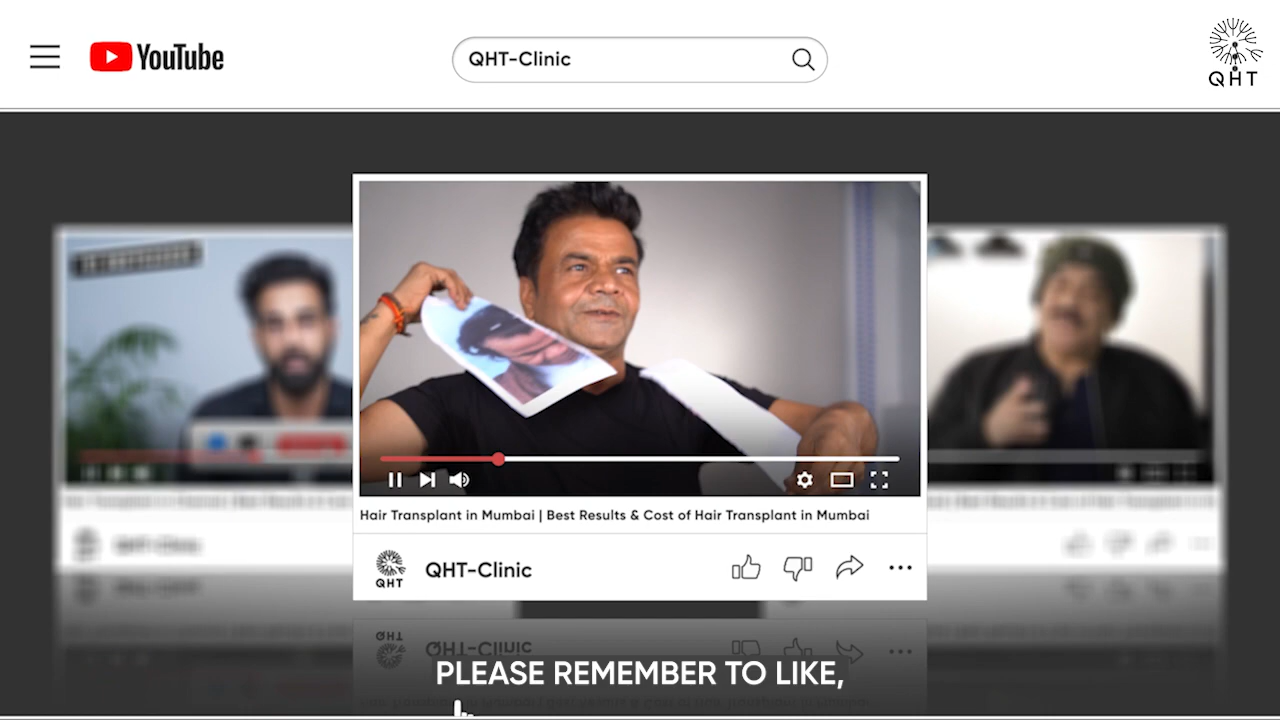 YouTube
QHT-Clinic
QHT
Hair Transplant in Mumbai | Best Results & Cost of Hair Transplant in Mumbai
QHT
QHT-Clinic
PLEASE REMEMBER TO LIKE,